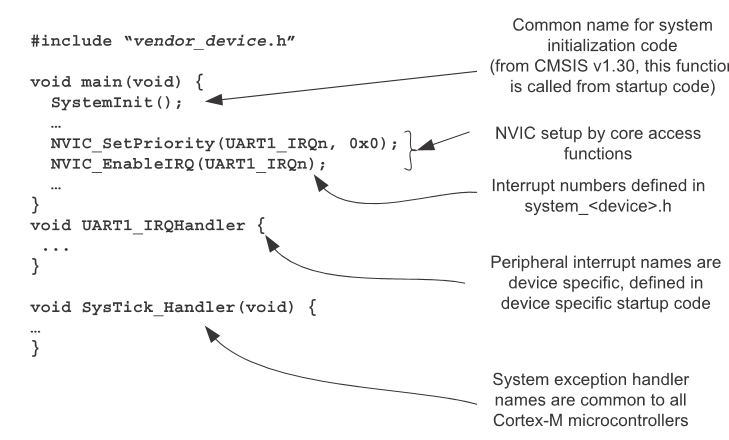 #include “vendor_device.h”
void main(void) {
SystemInit();
…
NVIC_SetPriority(UART1_IRQn, 0x0);
NVIC_EnableIRQ(UART1_IRQn);
…
}
void UART1_IRQHandler {
...
}
void SysTick_Handler(void) {
…
}
Common name for system
initialization code
(from CMSIS v1.30, this functior
is called from startup code)
NVIC setup by core access
functions
Interrupt numbers defined in
system_<device>.h
Peripheral interrupt names are
device specific, defined in
device specific startup code
System exception handler
names are common to all
Cortex-M microcontrollers